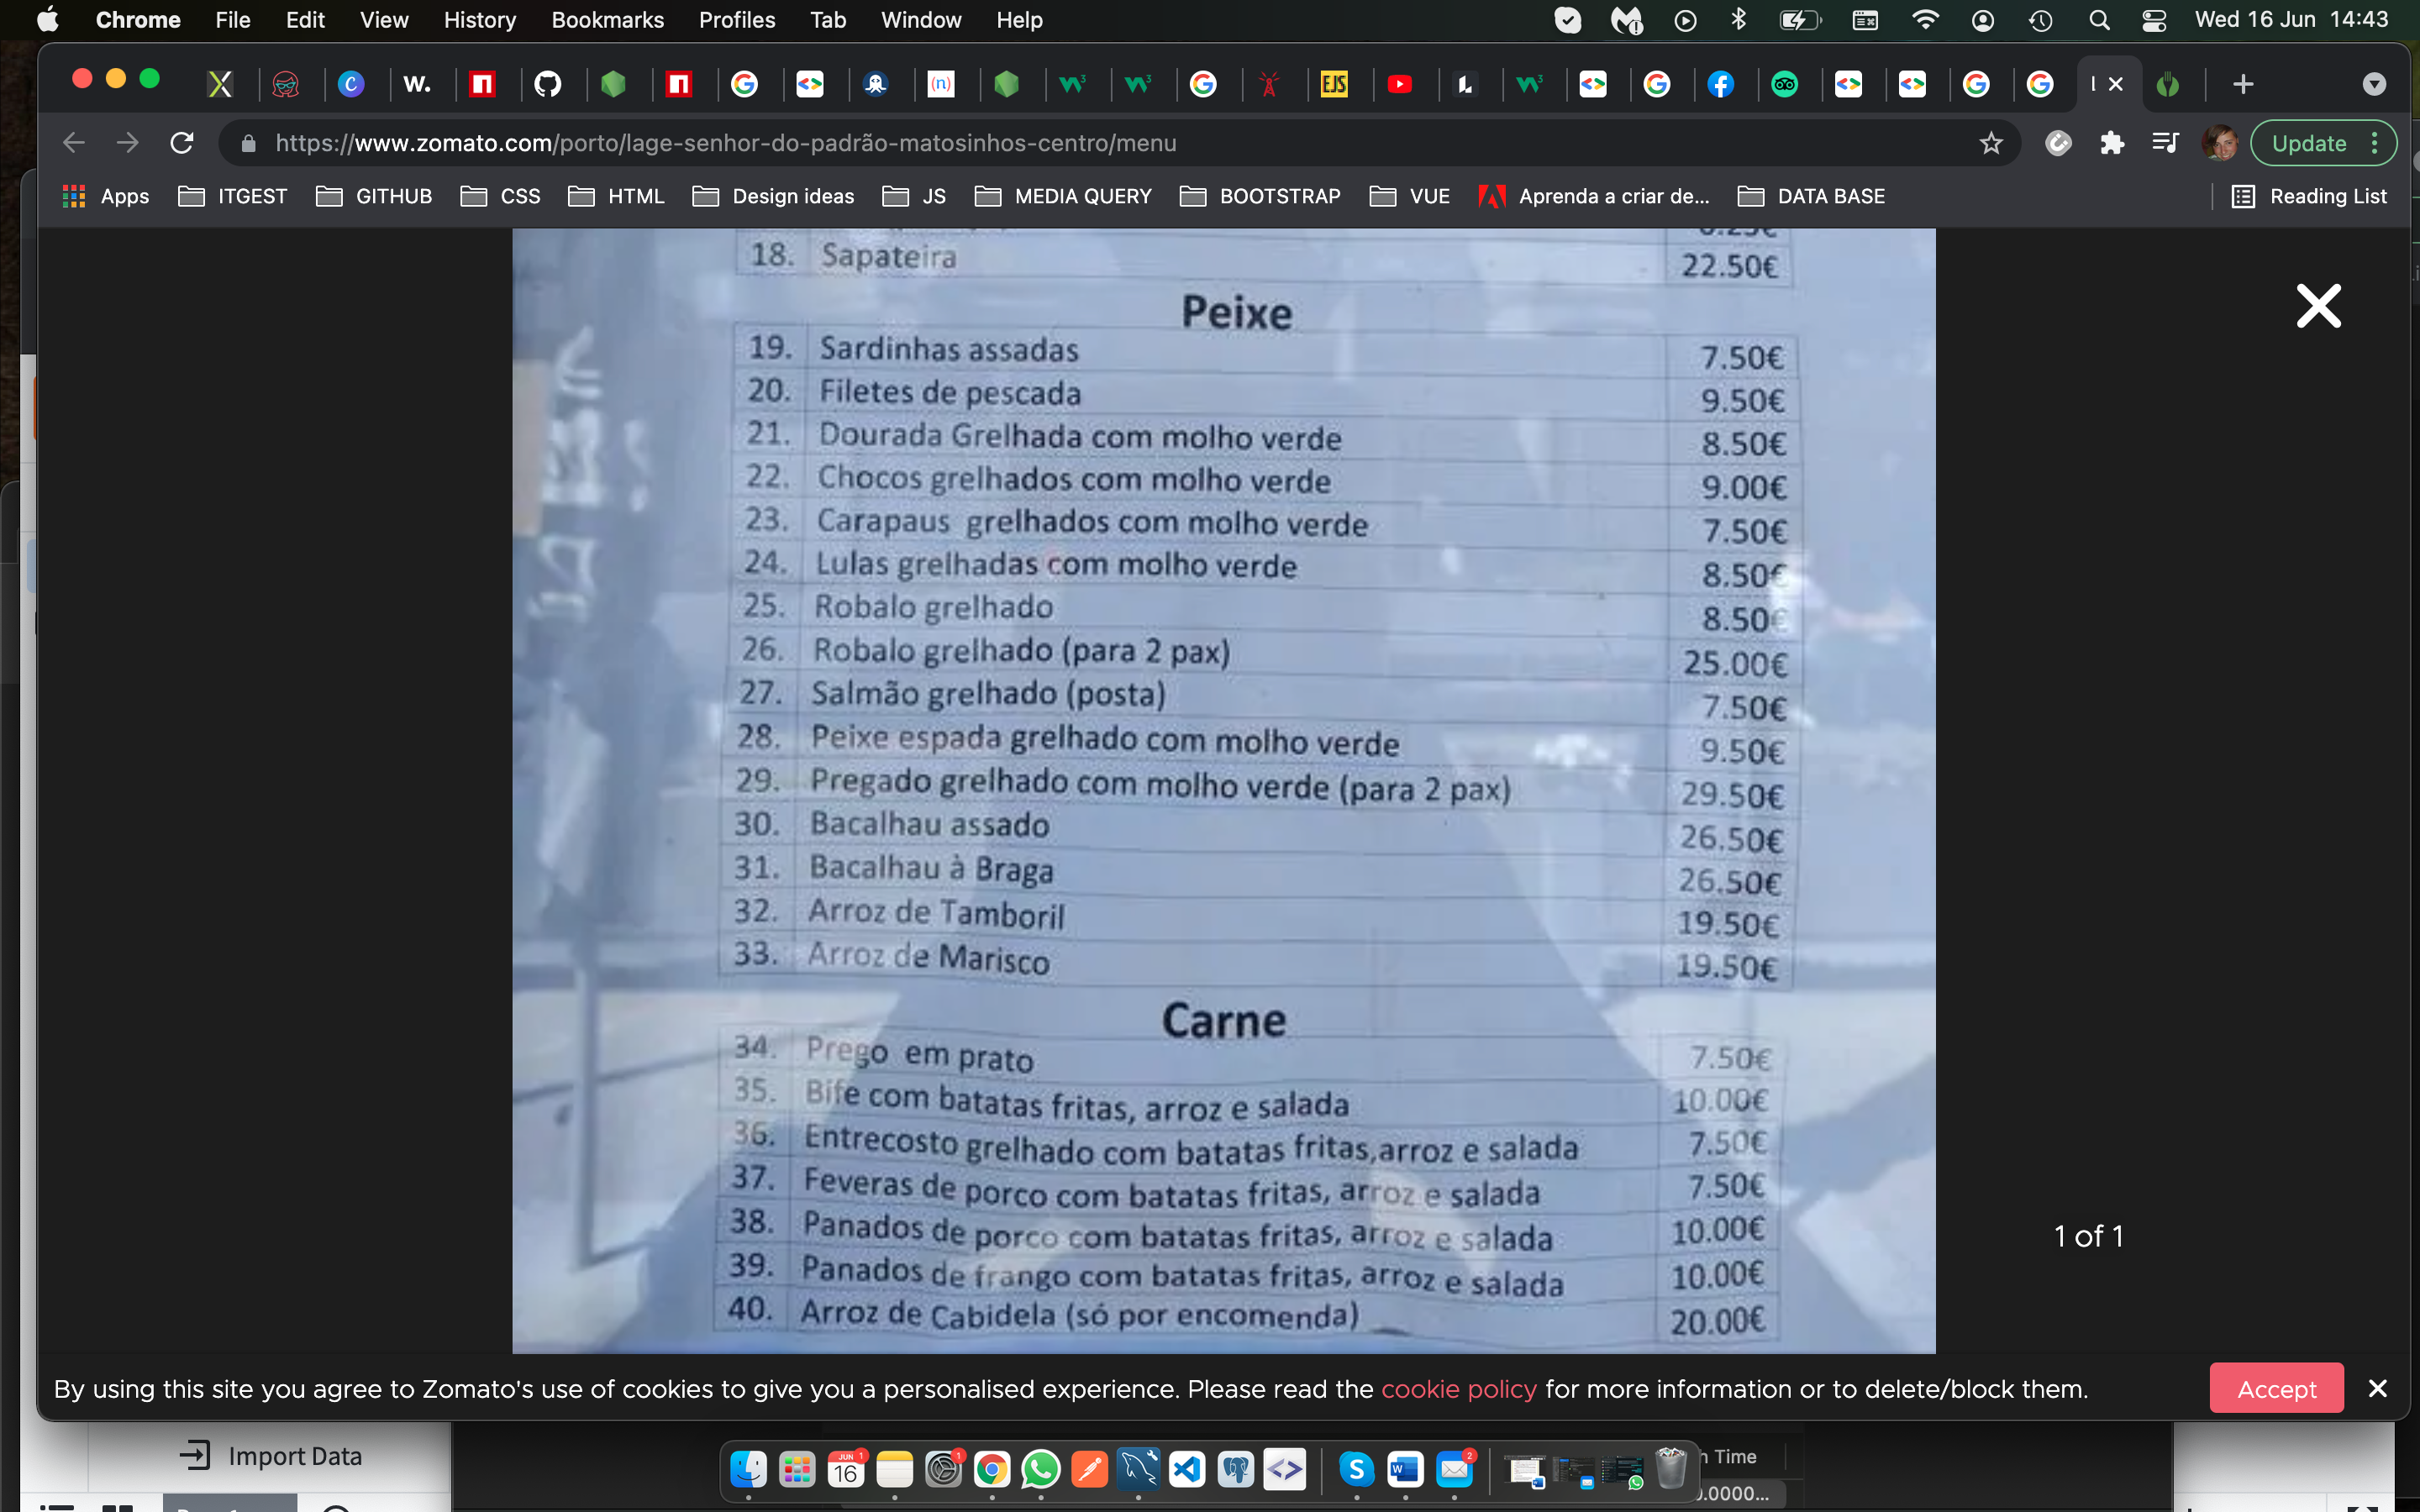 Chrome File Edit View History Bookmarks Profiles Tab Window Help Wed 16 Jun 14:43
https://www.zomato.com/porto/lage-senhor-do-padrão-matosinhos-centro/menu Update
Apps ITGEST GITHUB CSS HTML Design ideas JS MEDIA QUERY BOOTSTRAP VUE Aprenda a criar de... DATA BASE Reading List
18. Sapateira 22.50€
Peixe
19. Sardinhas assadas 7.50€
20. Filetes de pescada 9.50€
21. Dourada Grelhada com molho verde 8.50€
22. Chocos grelhados com molho verde 9.00€
23. Carapaus grelhados com molho verde 7.50€
24. Lulas grelhadas com molho verde 8.50€
25. Robalo grelhado 8.50€
26. Robalo grelhado (para 2 pax) 25.00€
27. Salmão grelhado (posta) 7.50€
28. Peixe espada grelhado com molho verde 9.50€
29. Pregado grelhado com molho verde (para 2 pax) 29.50€
30. Bacalhau assado 26.50€
31. Bacalhau à Braga 26.50€
32. Arroz de Tamboril 19.50€
33. Arroz de Marisco 19.50€
Carne
34. Prego em prato 7.50€
35. Bife com batatas fritas, arroz e salada 10.00€
36. Entrecosto grelhado com batatas fritas,arroz e salada 7.50€
37. Feveras de porco com batatas fritas, arroz e salada 7.50€
38. Panados de porco com batatas fritas, arroz e salada 10.00€
39. Panados de frango com batatas fritas, arroz e salada 10.00€
40. Arroz de Cabidela (só por encomenda) 20.00€
1 of 1
By using this site you agree to Zomato's use of cookies to give you a personalised experience. Please read the cookie policy for more information or to delete/block them. Accept
Import Data
Time